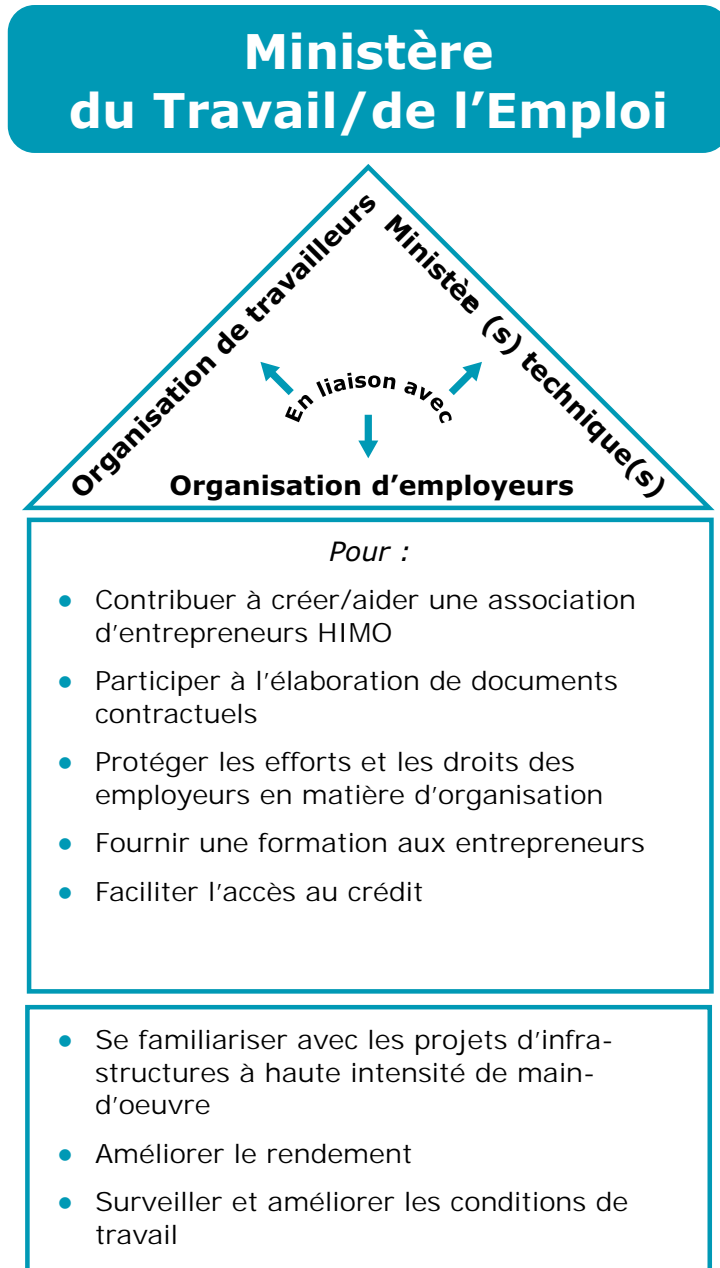 Ministère
du Travail/de l'Emploi
Organisation de travailleurs
Ministèe (s) technique(s)
En liaison avec
Organisation d'employeurs
Pour :
• Contribuer à créer/aider une association
d'entrepreneurs HIMO
• Participer à l'élaboration de documents
contractuels
• Protéger les efforts et les droits des
employeurs en matière d'organisation
• Fournir une formation aux entrepreneurs
• Faciliter l'accès au crédit
• Se familiariser avec les projets d'infra-
structures à haute intensité de main-
d'oeuvre
• Améliorer le rendement
• Surveiller et améliorer les conditions de
travail